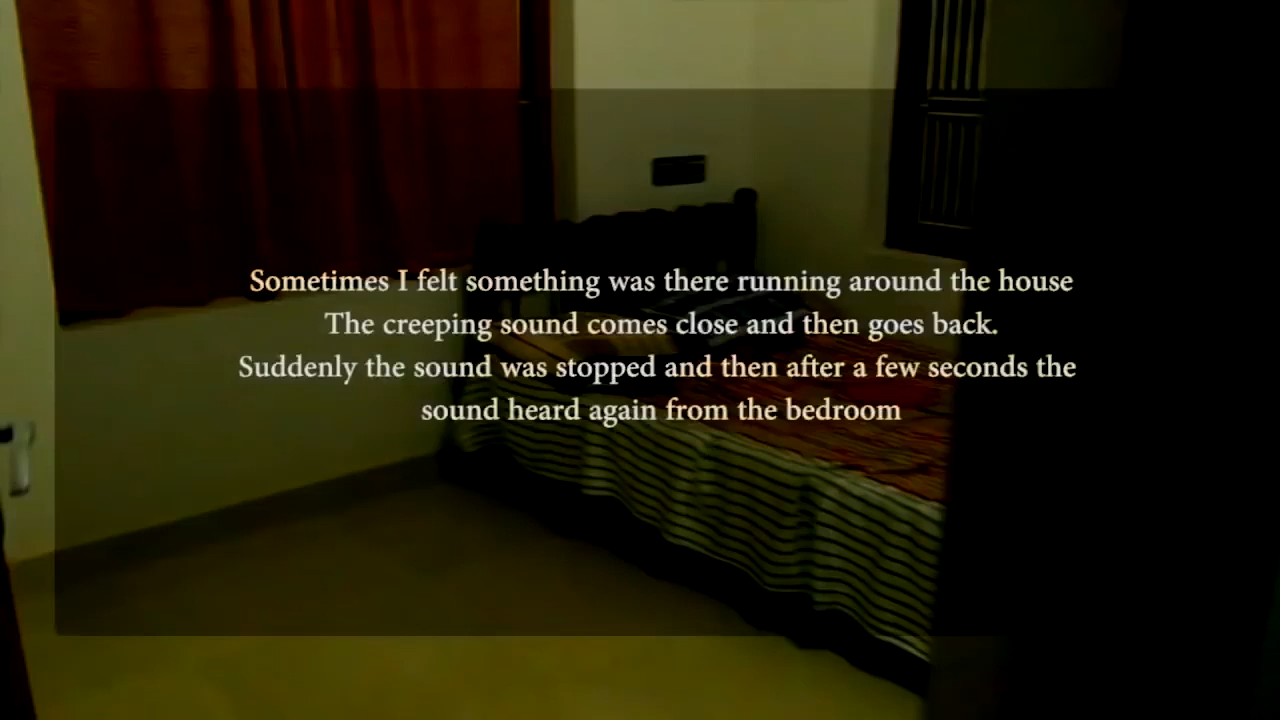 Sometimes I felt something was there running around the house
The creeping sound comes close and then goes back.
Suddenly the sound was stopped and then after a few seconds the
sound heard again from the bedroom